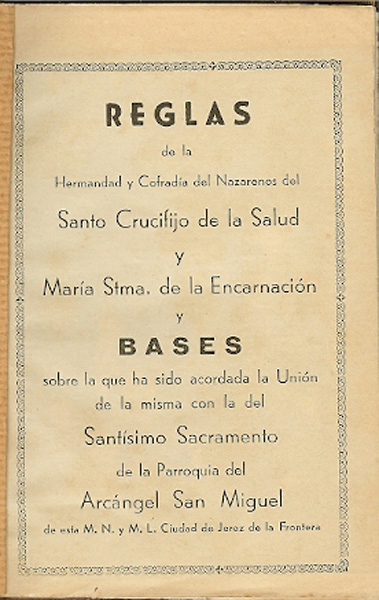 REGLAS
de la
Hermandad y Cofradía del Nazarenos del
Santo Crucifijo de la Salud
y
María Stma. de la Encarnación
y
BASES
sobre la que ha sido acordada la Unión
de la misma con la del
Santísimo Sacramento
de la Parroquia del
Arcángel San Miguel
de esta M. N. y M. L. Ciudad de Jerez de la Frontera